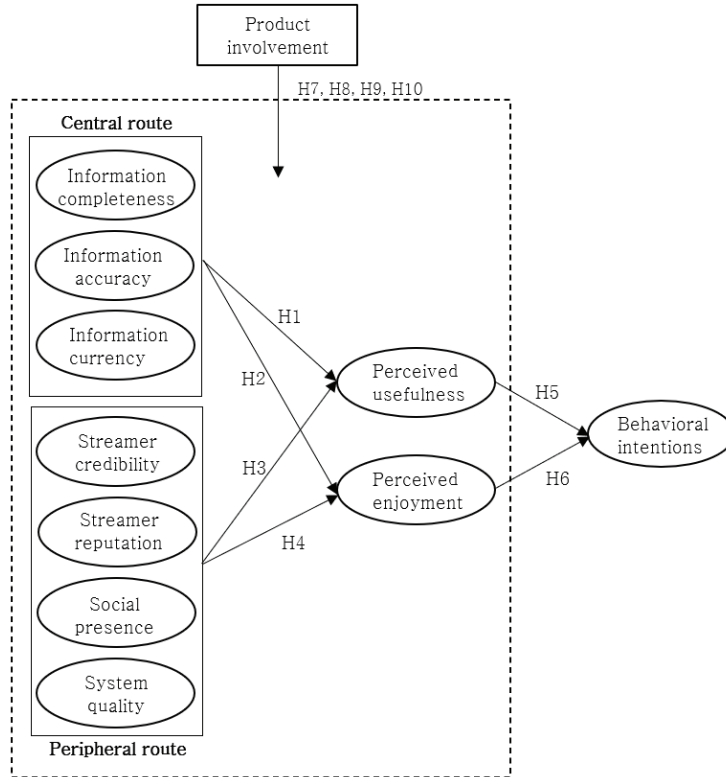 Product
involvement
H7, H8, H9, H10
Central route
Information
completeness
Information
accuracy
Information
currency
H1
H2
H3
H4
Perceived
usefulness
Perceived
enjoyment
H5
H6
Behavioral
intentions
Streamer
credibility
Streamer
reputation
Social
presence
System
quality
Peripheral route